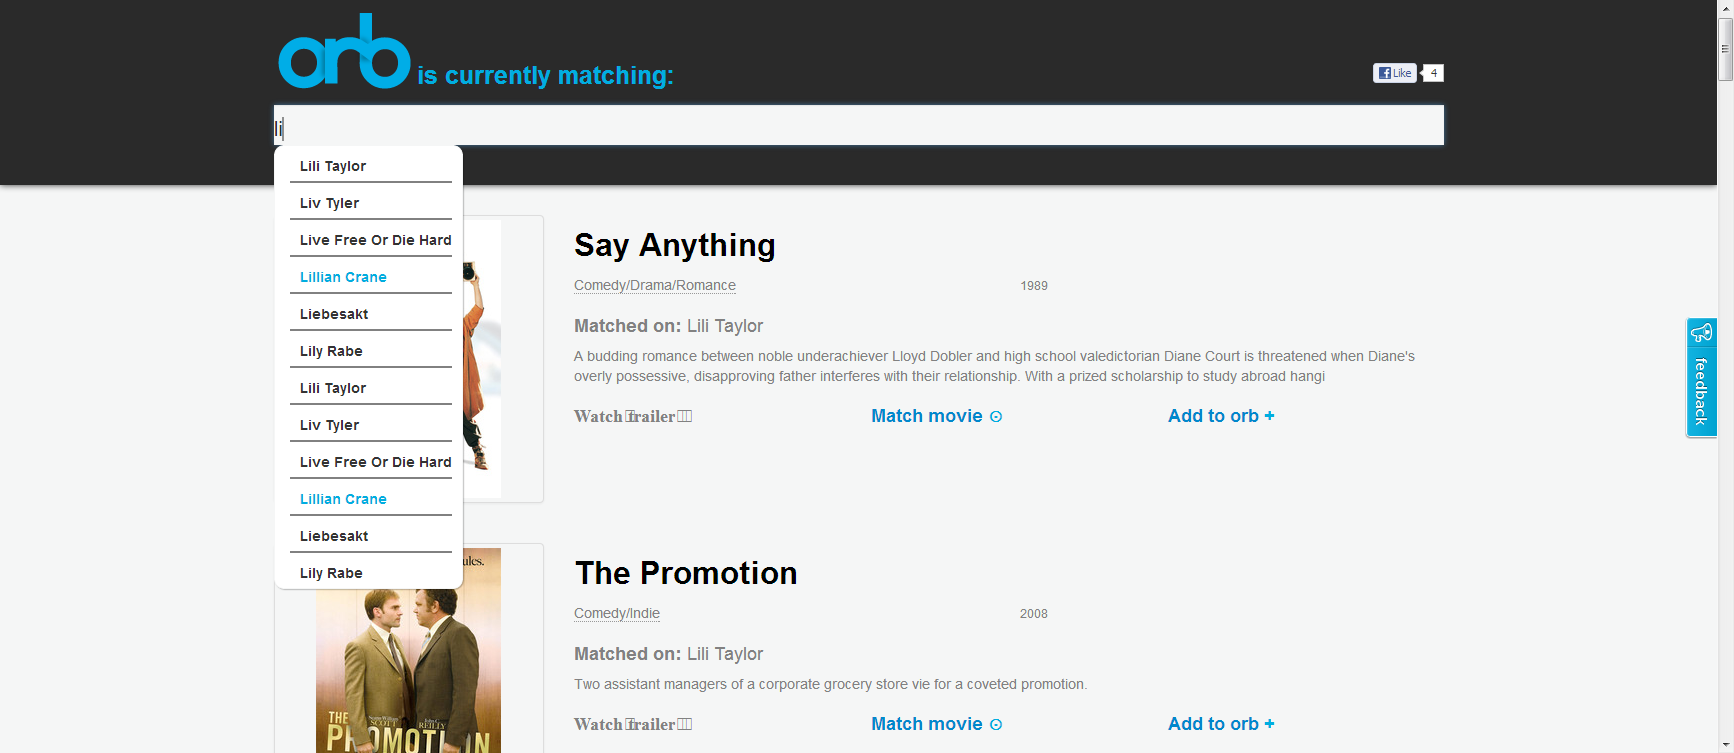 orb is currently matching:
Like 4
li
Lili Taylor
Liv Tyler
Live Free Or Die Hard
Lillian Crane
Liebesakt
Lily Rabe
Lili Taylor
Liv Tyler
Live Free Or Die Hard
Lillian Crane
Liebesakt
Lily Rabe
Say Anything
Comedy/Drama/Romance 1989
Matched on: Lili Taylor
A budding romance between noble underachiever Lloyd Dobler and high school valedictorian Diane Court is threatened when Diane's
overly possessive, disapproving father interferes with their relationship. With a prized scholarship to study abroad hangi
Watch trailer Match movie Add to orb +
feedback
ules.
SCOTT REILLY
THE
PROMOTION
The Promotion
Comedy/Indie 2008
Matched on: Lili Taylor
Two assistant managers of a corporate grocery store vie for a coveted promotion.
Watch trailer Match movie Add to orb +